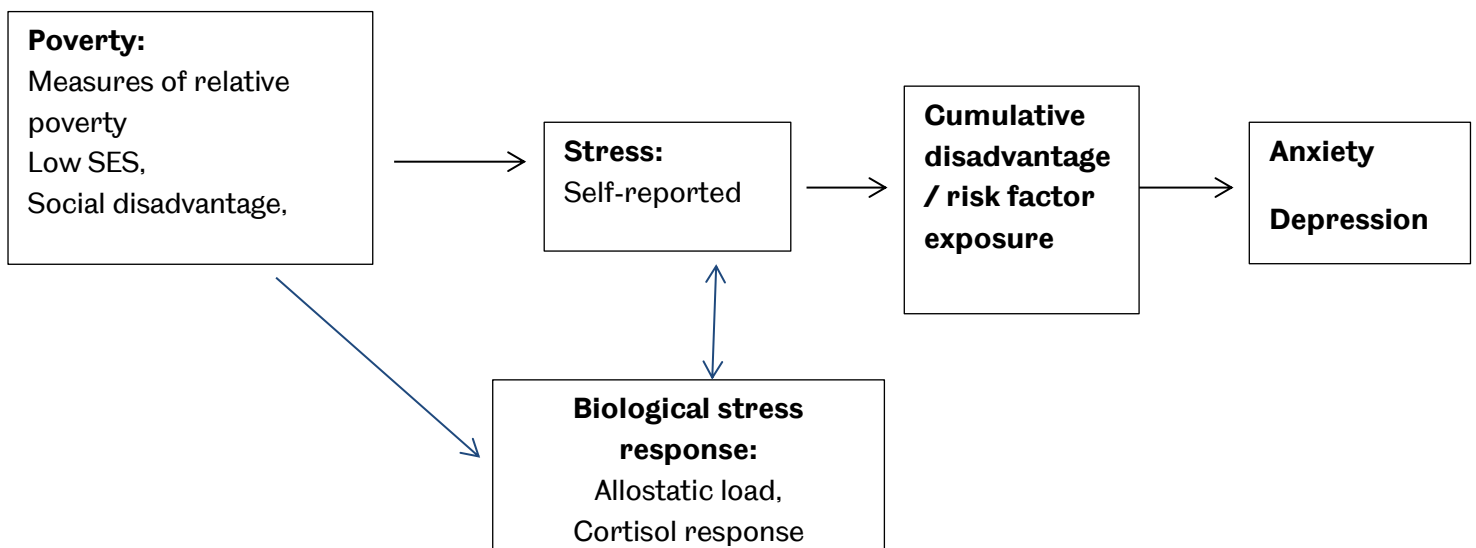 Poverty:
Measures of relative
poverty
Low SES,
Social disadvantage,
Stress:
Self-reported
Cumulative
disadvantage
/ risk factor
exposure
Anxiety
Depression
Biological stress
response:
Allostatic load,
Cortisol response